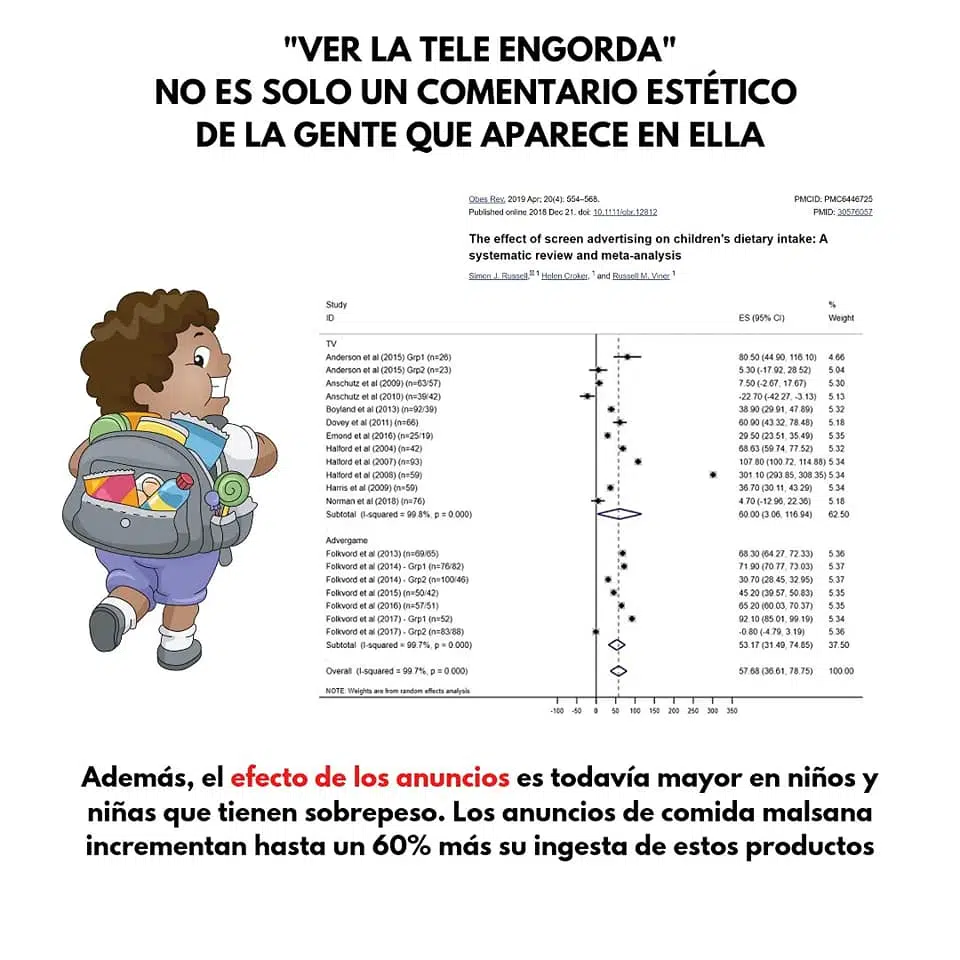 "VER LA TELE ENGORDA"
NO ES SOLO UN COMENTARIO ESTÉTICO
DE LA GENTE QUE APARECE EN ELLA
Obes Rev. 2019 Apr; 20(4): 554–568. PMCID: PMC6446725
Published online 2018 Dec 21. doi: 10.1111/obr.12812 PMID: 30576057
The effect of screen advertising on children's dietary intake: A
systematic review and meta-analysis
Simon J. Russell, 1 Helen Croker, 1 and Russell M. Viner 1
Study %
ID ES (95% CI) Weight
TV
Anderson et al (2015) Grp1 (n=26) 80.50 (44.90, 116.10) 4.66
Anderson et al (2015) Grp2 (n=23) 5.30 (-17.92, 28.52) 5.04
Anschutz et al (2009) (n=63/57) 7.50 (-2.67, 17.67) 5.30
Anschutz et al (2010) (n=39/42) -22.70 (-42.27, -3.13) 5.13
Boyland et al (2013) (n=92/39) 38.90 (29.91, 47.89) 5.32
Dovey et al (2011) (n=66) 60.90 (43.32, 78.48) 5.18
Emond et al (2016) (n=25/19) 29.50 (23.51, 35.49) 5.35
Halford et al (2004) (n=42) 68.63 (59.74, 77.52) 5.32
Halford et al (2007) (n=93) 107.80 (100.72, 114.88) 5.34
Halford et al (2008) (n=59) 301.10 (293.85, 308.35) 5.34
Harris et al (2009) (n=59) 36.70 (30.11, 43.29) 5.34
Norman et al (2018) (n=76) 4.70 (-12.96, 22.36) 5.18
Subtotal (I-squared = 99.8%, p = 0.000) 60.00 (3.06, 116.94) 62.50
Advergame
Folkvord et al (2013) (n=69/65) 68.30 (64.27, 72.33) 5.36
Folkvord et al (2014) - Grp1 (n=76/82) 71.90 (70.77, 73.03) 5.37
Folkvord et al (2014) - Grp2 (n=100/46) 30.70 (28.45, 32.95) 5.37
Folkvord et al (2015) (n=50/42) 45.20 (39.57, 50.83) 5.35
Folkvord et al (2016) (n=57/51) 65.20 (60.03, 70.37) 5.35
Folkvord et al (2017) - Grp1 (n=52) 92.10 (85.01, 99.19) 5.34
Folkvord et al (2017) - Grp2 (n=83/88) -0.80 (-4.79, 3.19) 5.36
Subtotal (I-squared = 99.7%, p = 0.000) 53.17 (31.49, 74.85) 37.50
Overall (I-squared = 99.7%, p = 0.000) 57.68 (36.61, 78.75) 100.00
NOTE: Weights are from random effects analysis
-100 -50 0 50 100 150 200 250 300 350
Además, el efecto de los anuncios es todavía mayor en niños y
niñas que tienen sobrepeso. Los anuncios de comida malsana
incrementan hasta un 60% más su ingesta de estos productos